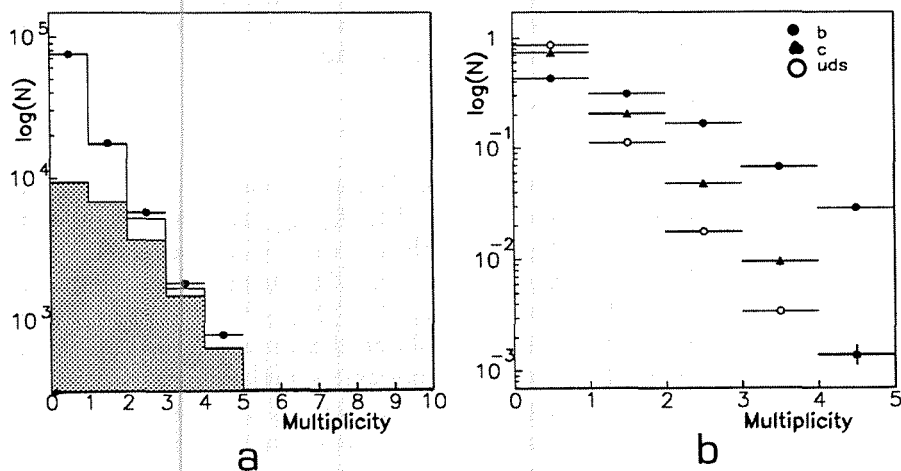 10^5
10^4
10^3
log(N)
0 1 2 3 4 5 6 7 8 9 10
Multiplicity
a
1
10^-1
10^-2
10^-3
log(N)
b
c
uds
0 1 2 3 4 5
Multiplicity
b